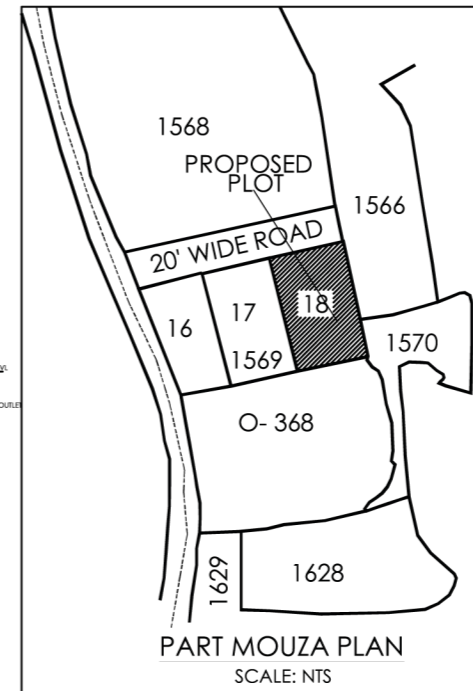 1568
PROPOSED
PLOT
1566
20' WIDE ROAD
18
17
16
1570
1569
O- 368
OUTLET
1628
1629
PART MOUZA PLAN
SCALE: NTS